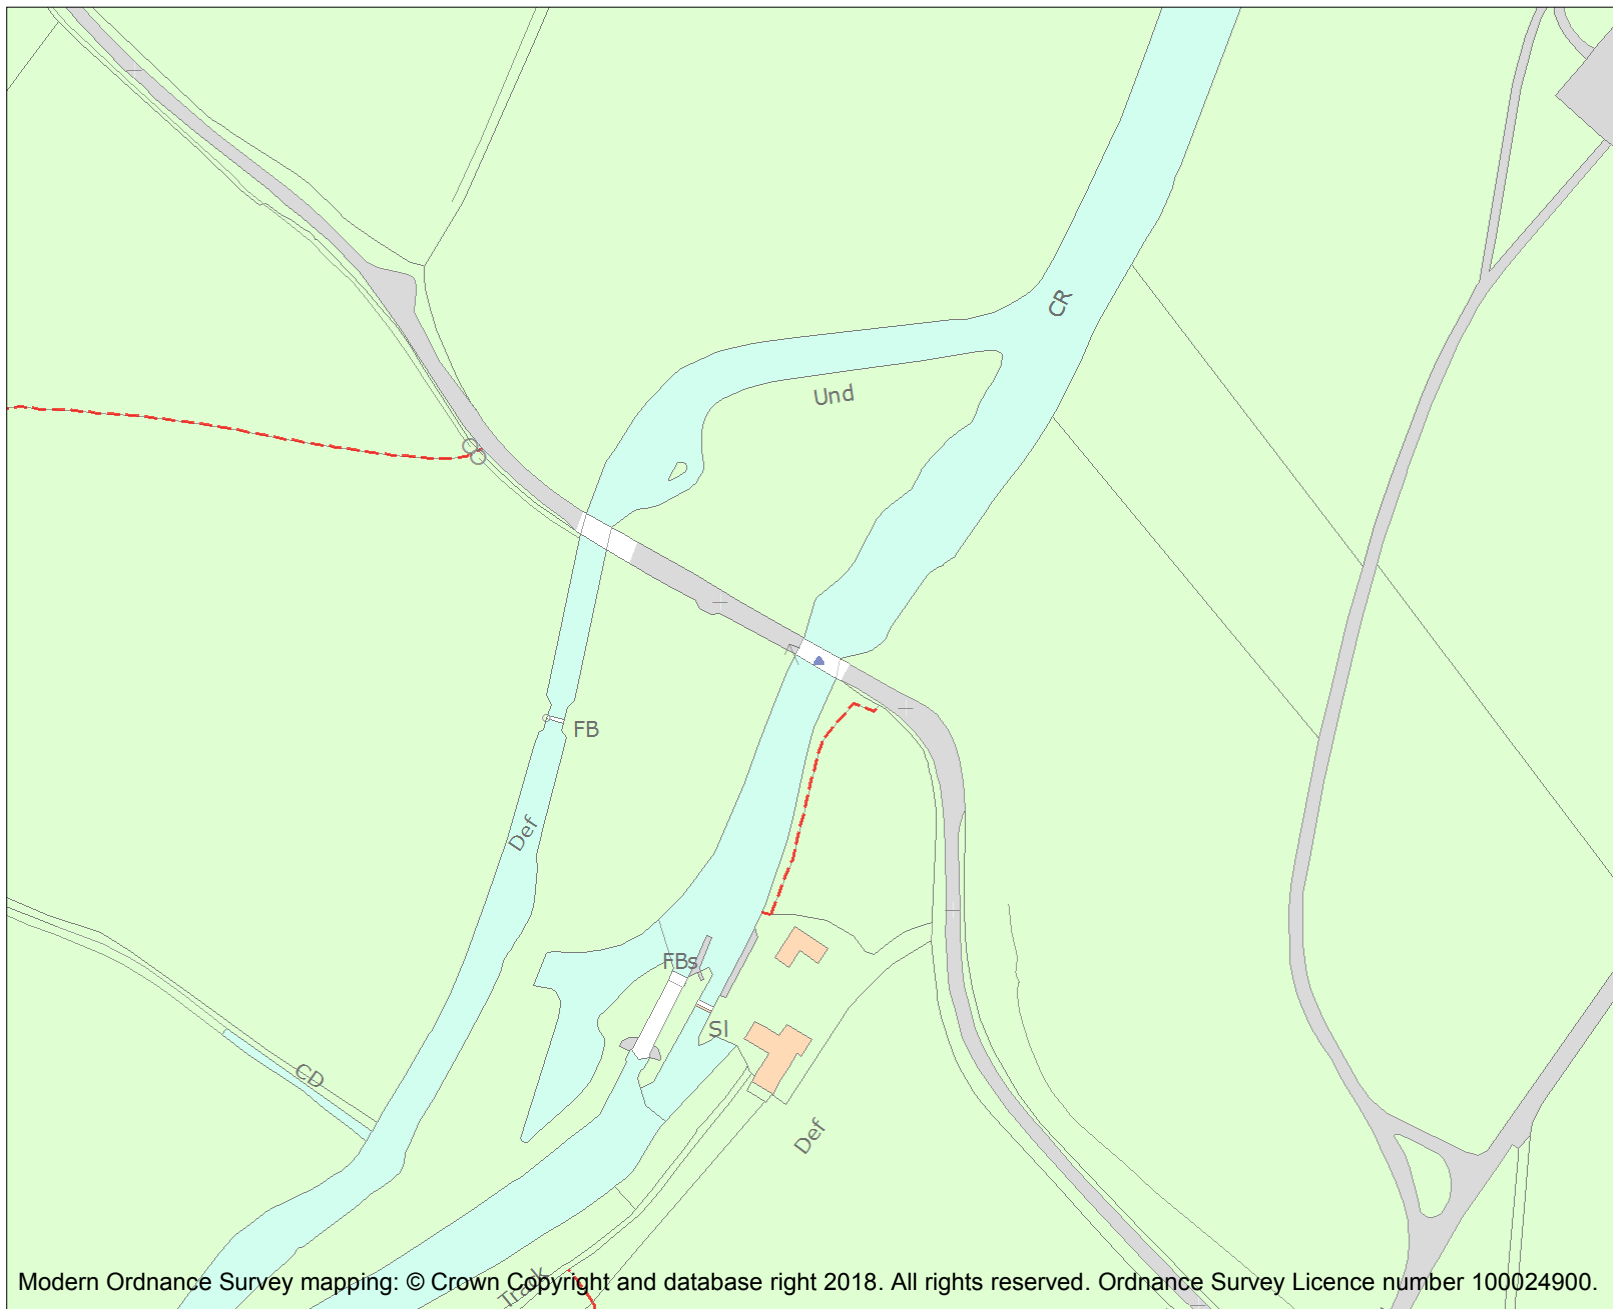 CR
Und
FB
Def
FBs
Sl
CD
Def
Track
Modern Ordnance Survey mapping: © Crown Copyright and database right 2018. All rights reserved. Ordnance Survey Licence number 100024900.